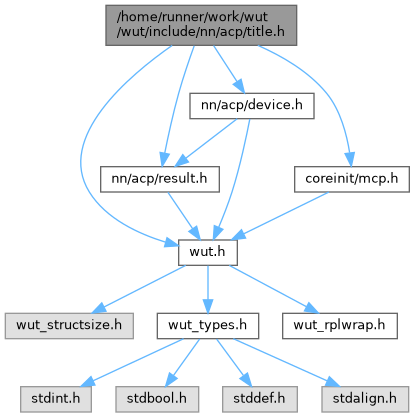 /home/runner/work/wut
/wut/include/nn/acp/title.h
nn/acp/device.h
nn/acp/result.h
coreinit/mcp.h
wut.h
wut_structsize.h
wut_types.h
wut_rplwrap.h
stdint.h
stdbool.h
stddef.h
stdalign.h